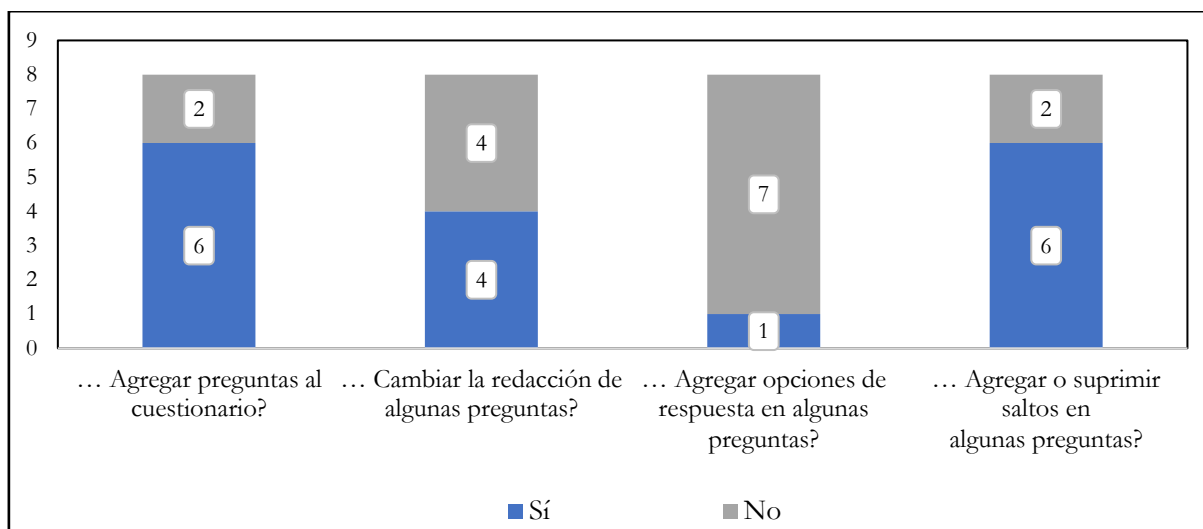 9
8
7
6
5
4
3
2
1
0
2
4
7
2
6
4
1
6
… Agregar preguntas al
cuestionario?
… Cambiar la redacción de
algunas preguntas?
… Agregar opciones de
respuesta en algunas
preguntas?
… Agregar o suprimir
saltos en
algunas preguntas?
Sí
No